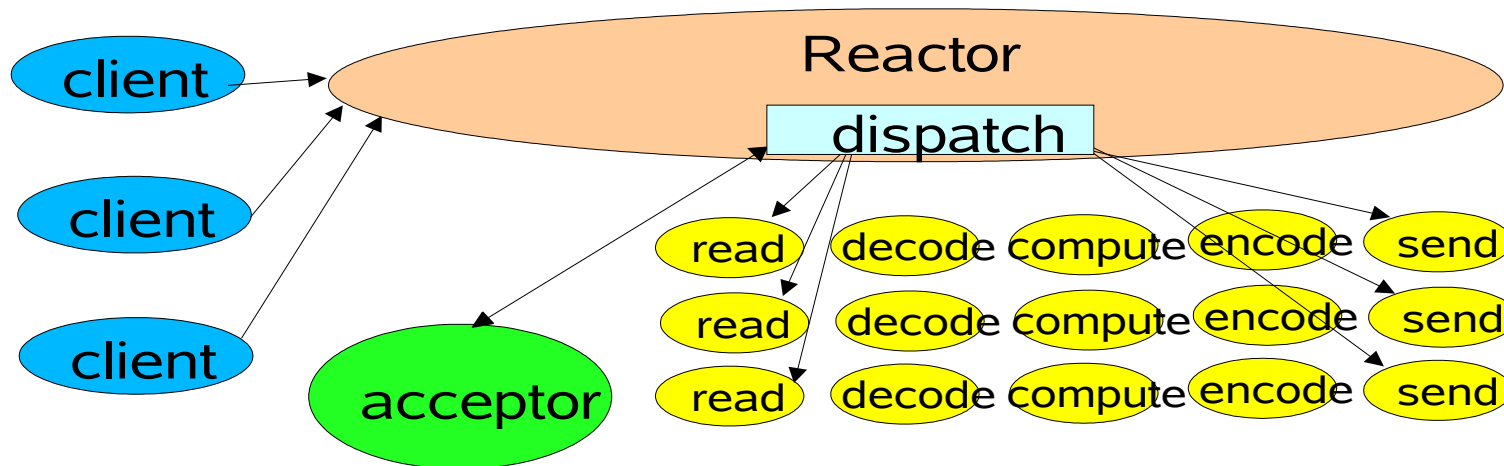 Reactor
client
dispatch
client
read decode compute encode send
read decode compute encode send
client
acceptor
read decode compute encode send